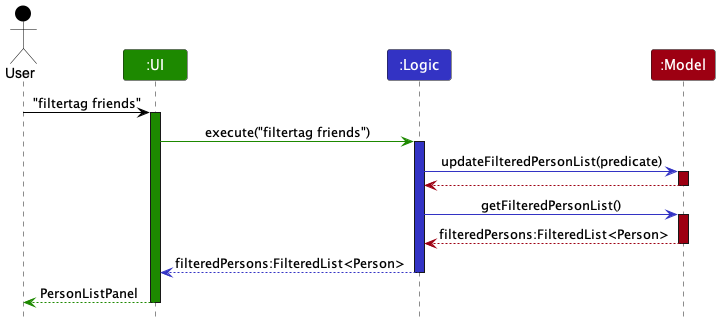 User
:UI
:Logic
:Model
"filtertag friends"
execute("filtertag friends")
updateFilteredPersonList(predicate)
getFilteredPersonList()
filteredPersons:FilteredList<Person>
filteredPersons:FilteredList<Person>
PersonListPanel